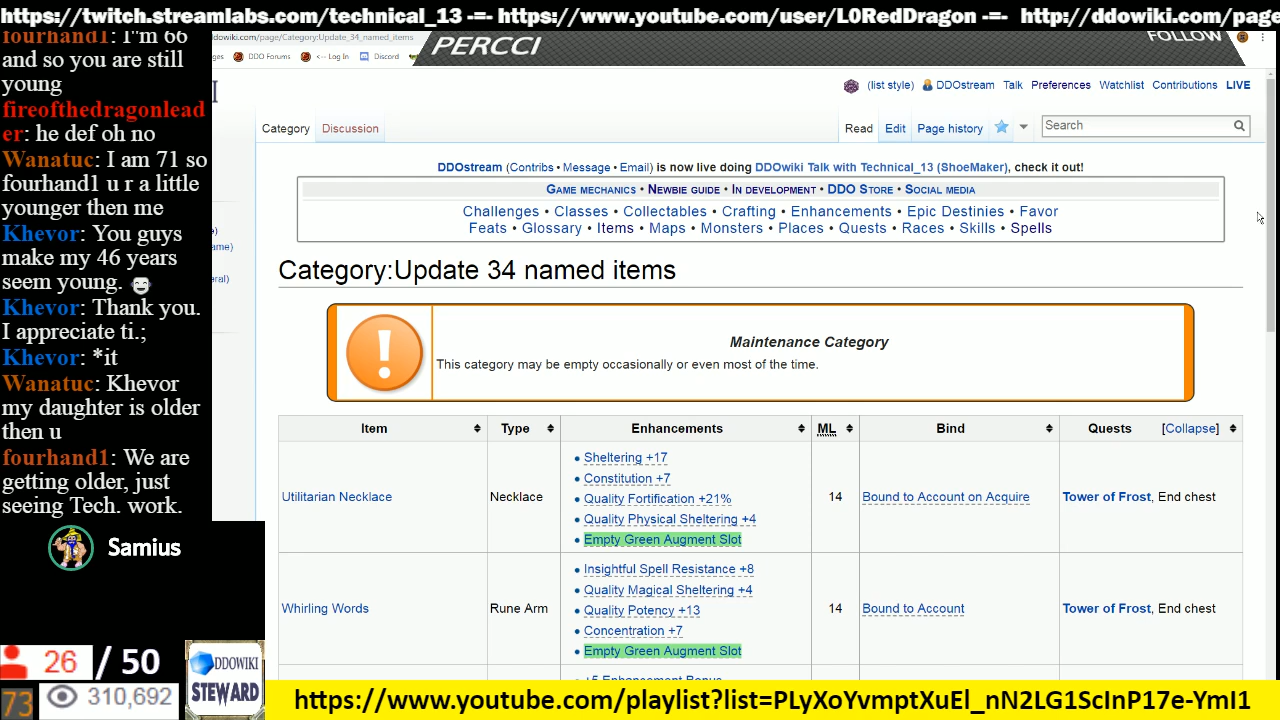 https://twitch.streamlabs.com/technical_13 -=- https://www.youtube.com/user/L0RedDragon -=- http://ddowiki.com/page
fourhand1: I"m 66
and so you are still
young
fireofthedragonlead
er: he def oh no
Wanatuc: I am 71 so
fourhand1 u r a little
younger then me
Khevor: You guys
make my 46 years
seem young.
Khevor: Thank you.
I appreciate ti.;
Khevor: *it
Wanatuc: Khevor
my daughter is older
then u
fourhand1: We are
getting older, just
seeing Tech. work.
Samius
26 / 50
73 310,692
DDOWIKI
STEWARD
dowiki.com/page/Category:Update_34_named_items
ges DDO Forums <-- Log In Discord
PERCCI
FOLLOW
(list style) DDOstream Talk Preferences Watchlist Contributions LIVE
Category Discussion Read Edit Page history Search
DDOstream (Contribs • Message • Email) is now live doing DDOwiki Talk with Technical_13 (ShoeMaker), check it out!
Game mechanics • Newbie guide • In development • DDO Store • Social media
Challenges • Classes • Collectables • Crafting • Enhancements • Epic Destinies • Favor
Feats • Glossary • Items • Maps • Monsters • Places • Quests • Races • Skills • Spells
Category:Update 34 named items
!
Maintenance Category
This category may be empty occasionally or even most of the time.
Item Type Enhancements ML Bind Quests [Collapse]
Utilitarian Necklace Necklace
• Sheltering +17
• Constitution +7
• Quality Fortification +21%
• Quality Physical Sheltering +4
• Empty Green Augment Slot
14 Bound to Account on Acquire Tower of Frost, End chest
Whirling Words Rune Arm
• Insightful Spell Resistance +8
• Quality Magical Sheltering +4
• Quality Potency +13
• Concentration +7
• Empty Green Augment Slot
14 Bound to Account Tower of Frost, End chest
+5 Enhancement Bonus
https://www.youtube.com/playlist?list=PLyXoYvmptXuEl_nN2LG1ScInP17e-YmI1